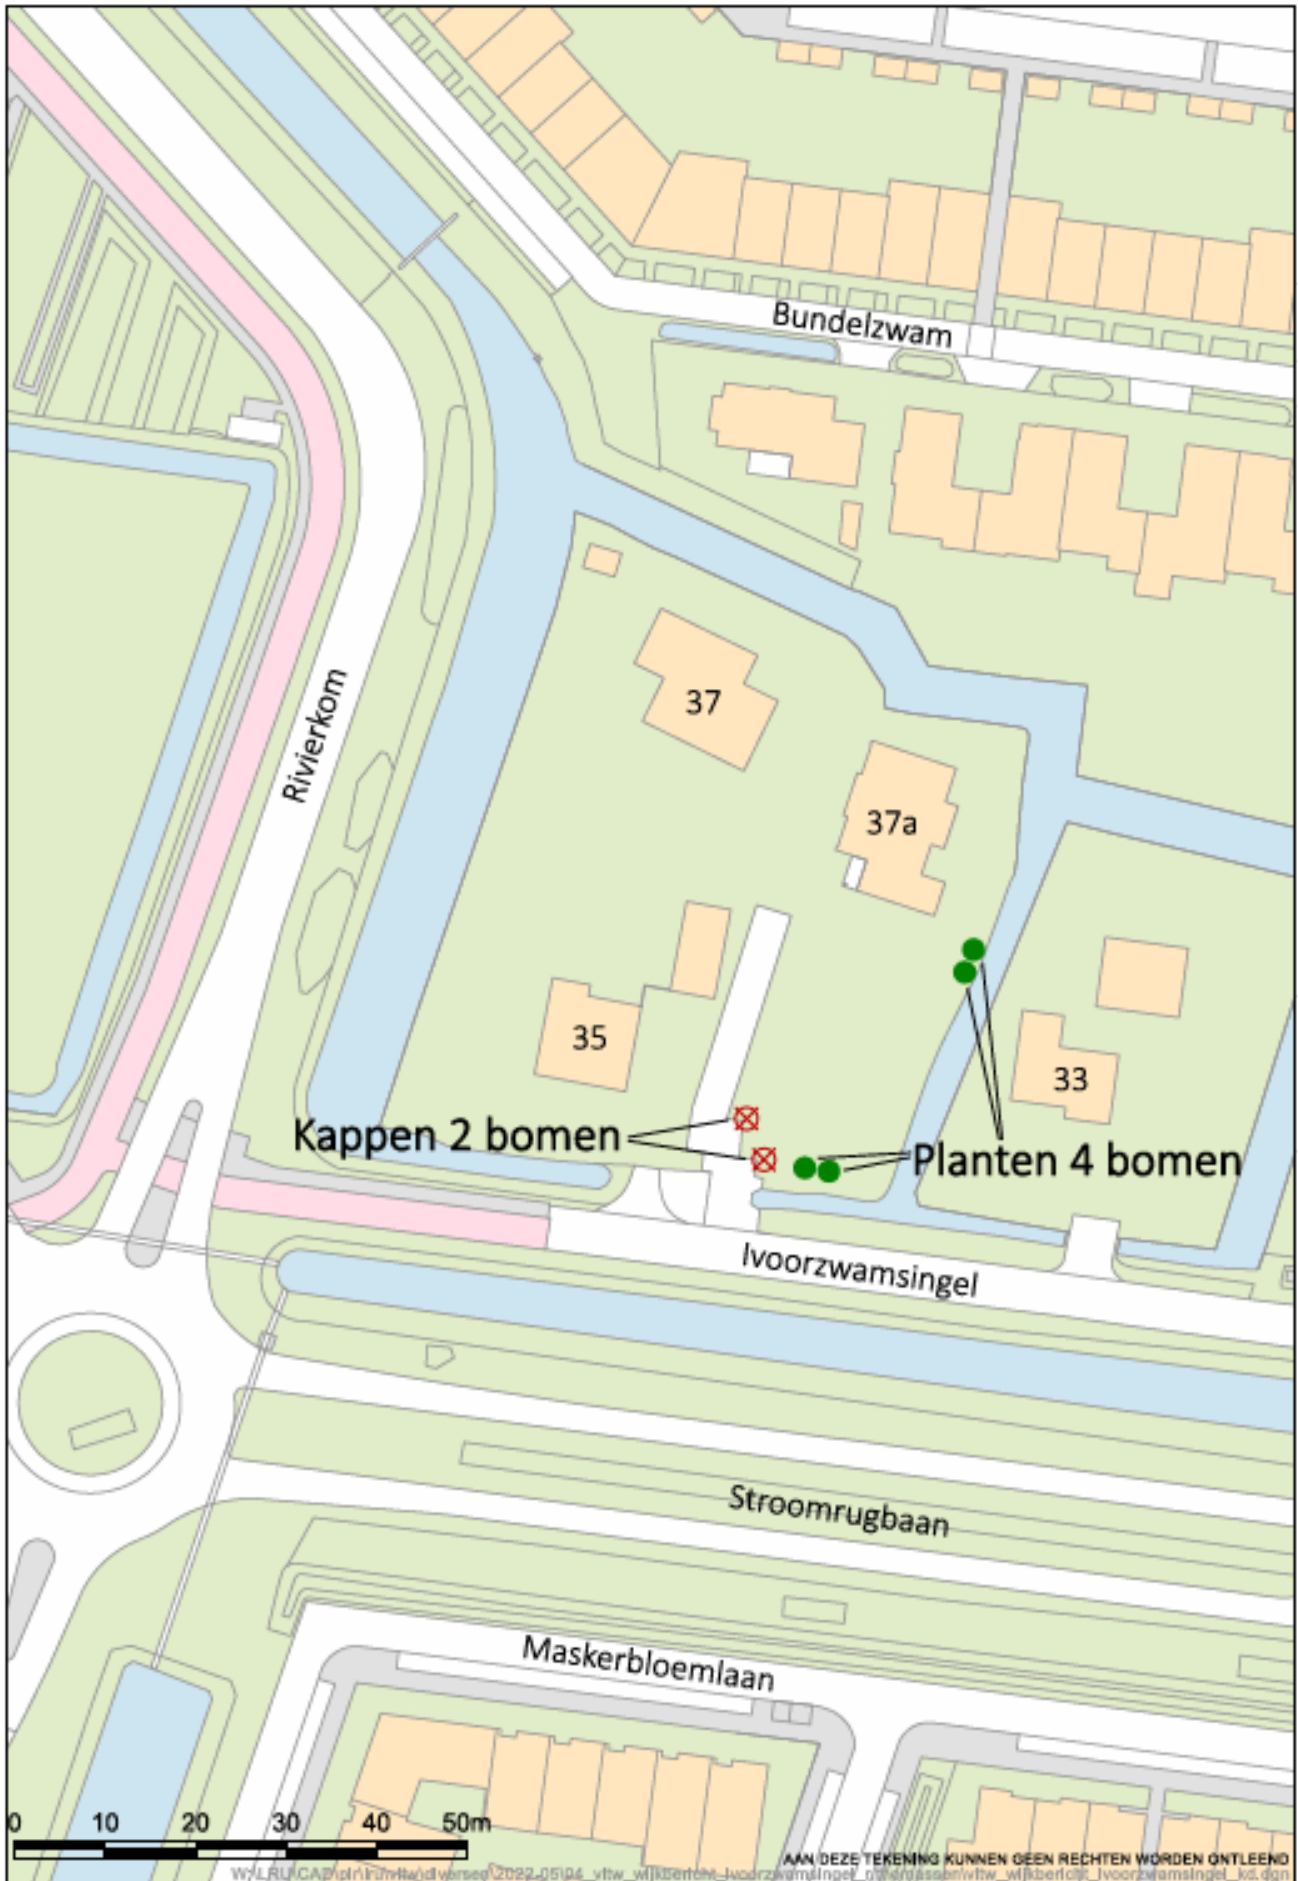 Bundelzwam
37
Rivierkom
37a
35
33
Kappen 2 bomen
Planten 4 bomen
Ivoorzwamsingel
Stroomrugbaan
Maskerbloemlaan
0 10 20 30 40 50m
AAN DEZE TEKENING KUNNEN GEEN RECHTEN WORDEN ONTLEEND